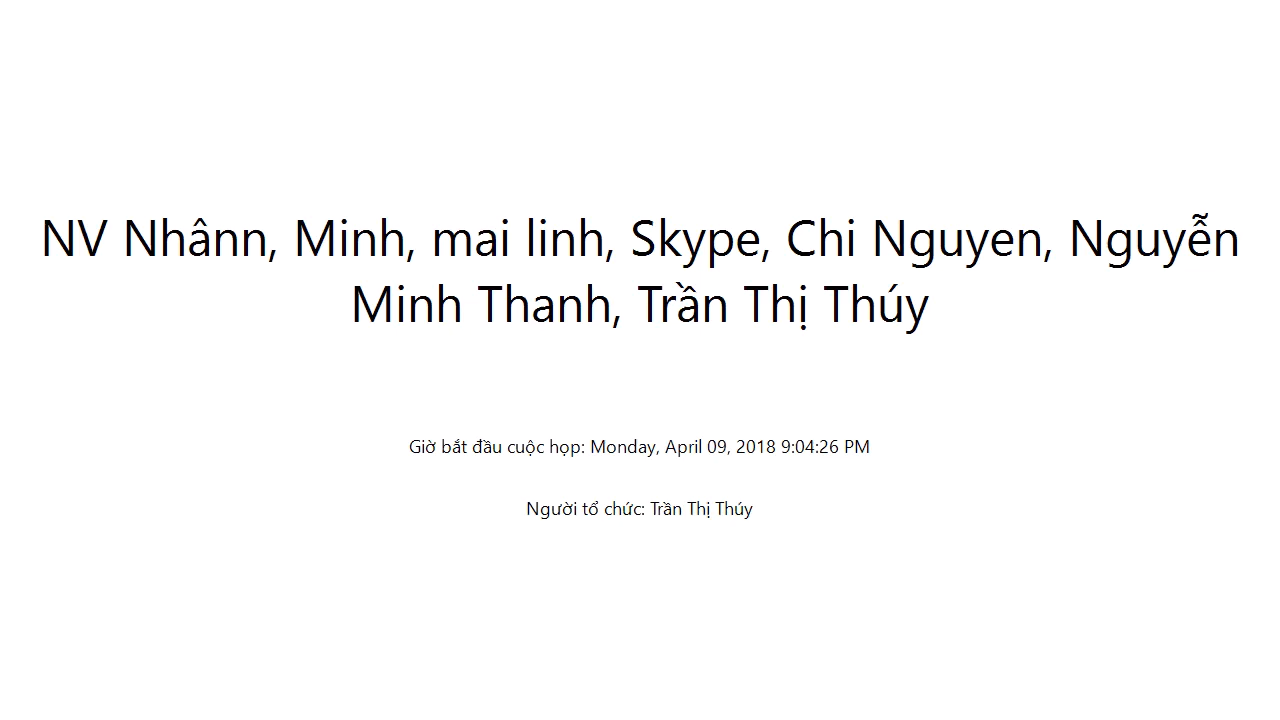 NV Nhânn, Minh, mai linh, Skype, Chi Nguyen, Nguyễn
Minh Thanh, Trần Thị Thúy
Giờ bắt đầu cuộc họp: Monday, April 09, 2018 9:04:26 PM
Người tổ chức: Trần Thị Thúy